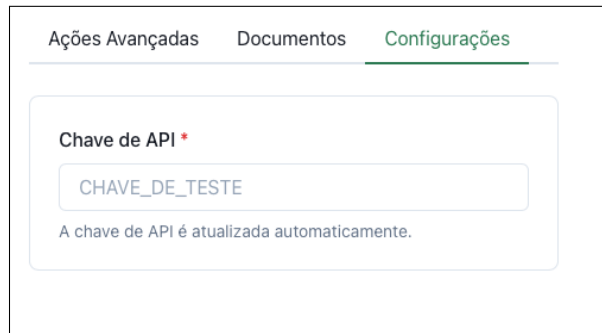 Ações Avançadas Documentos Configurações
Chave de API *
CHAVE_DE_TESTE
A chave de API é atualizada automaticamente.